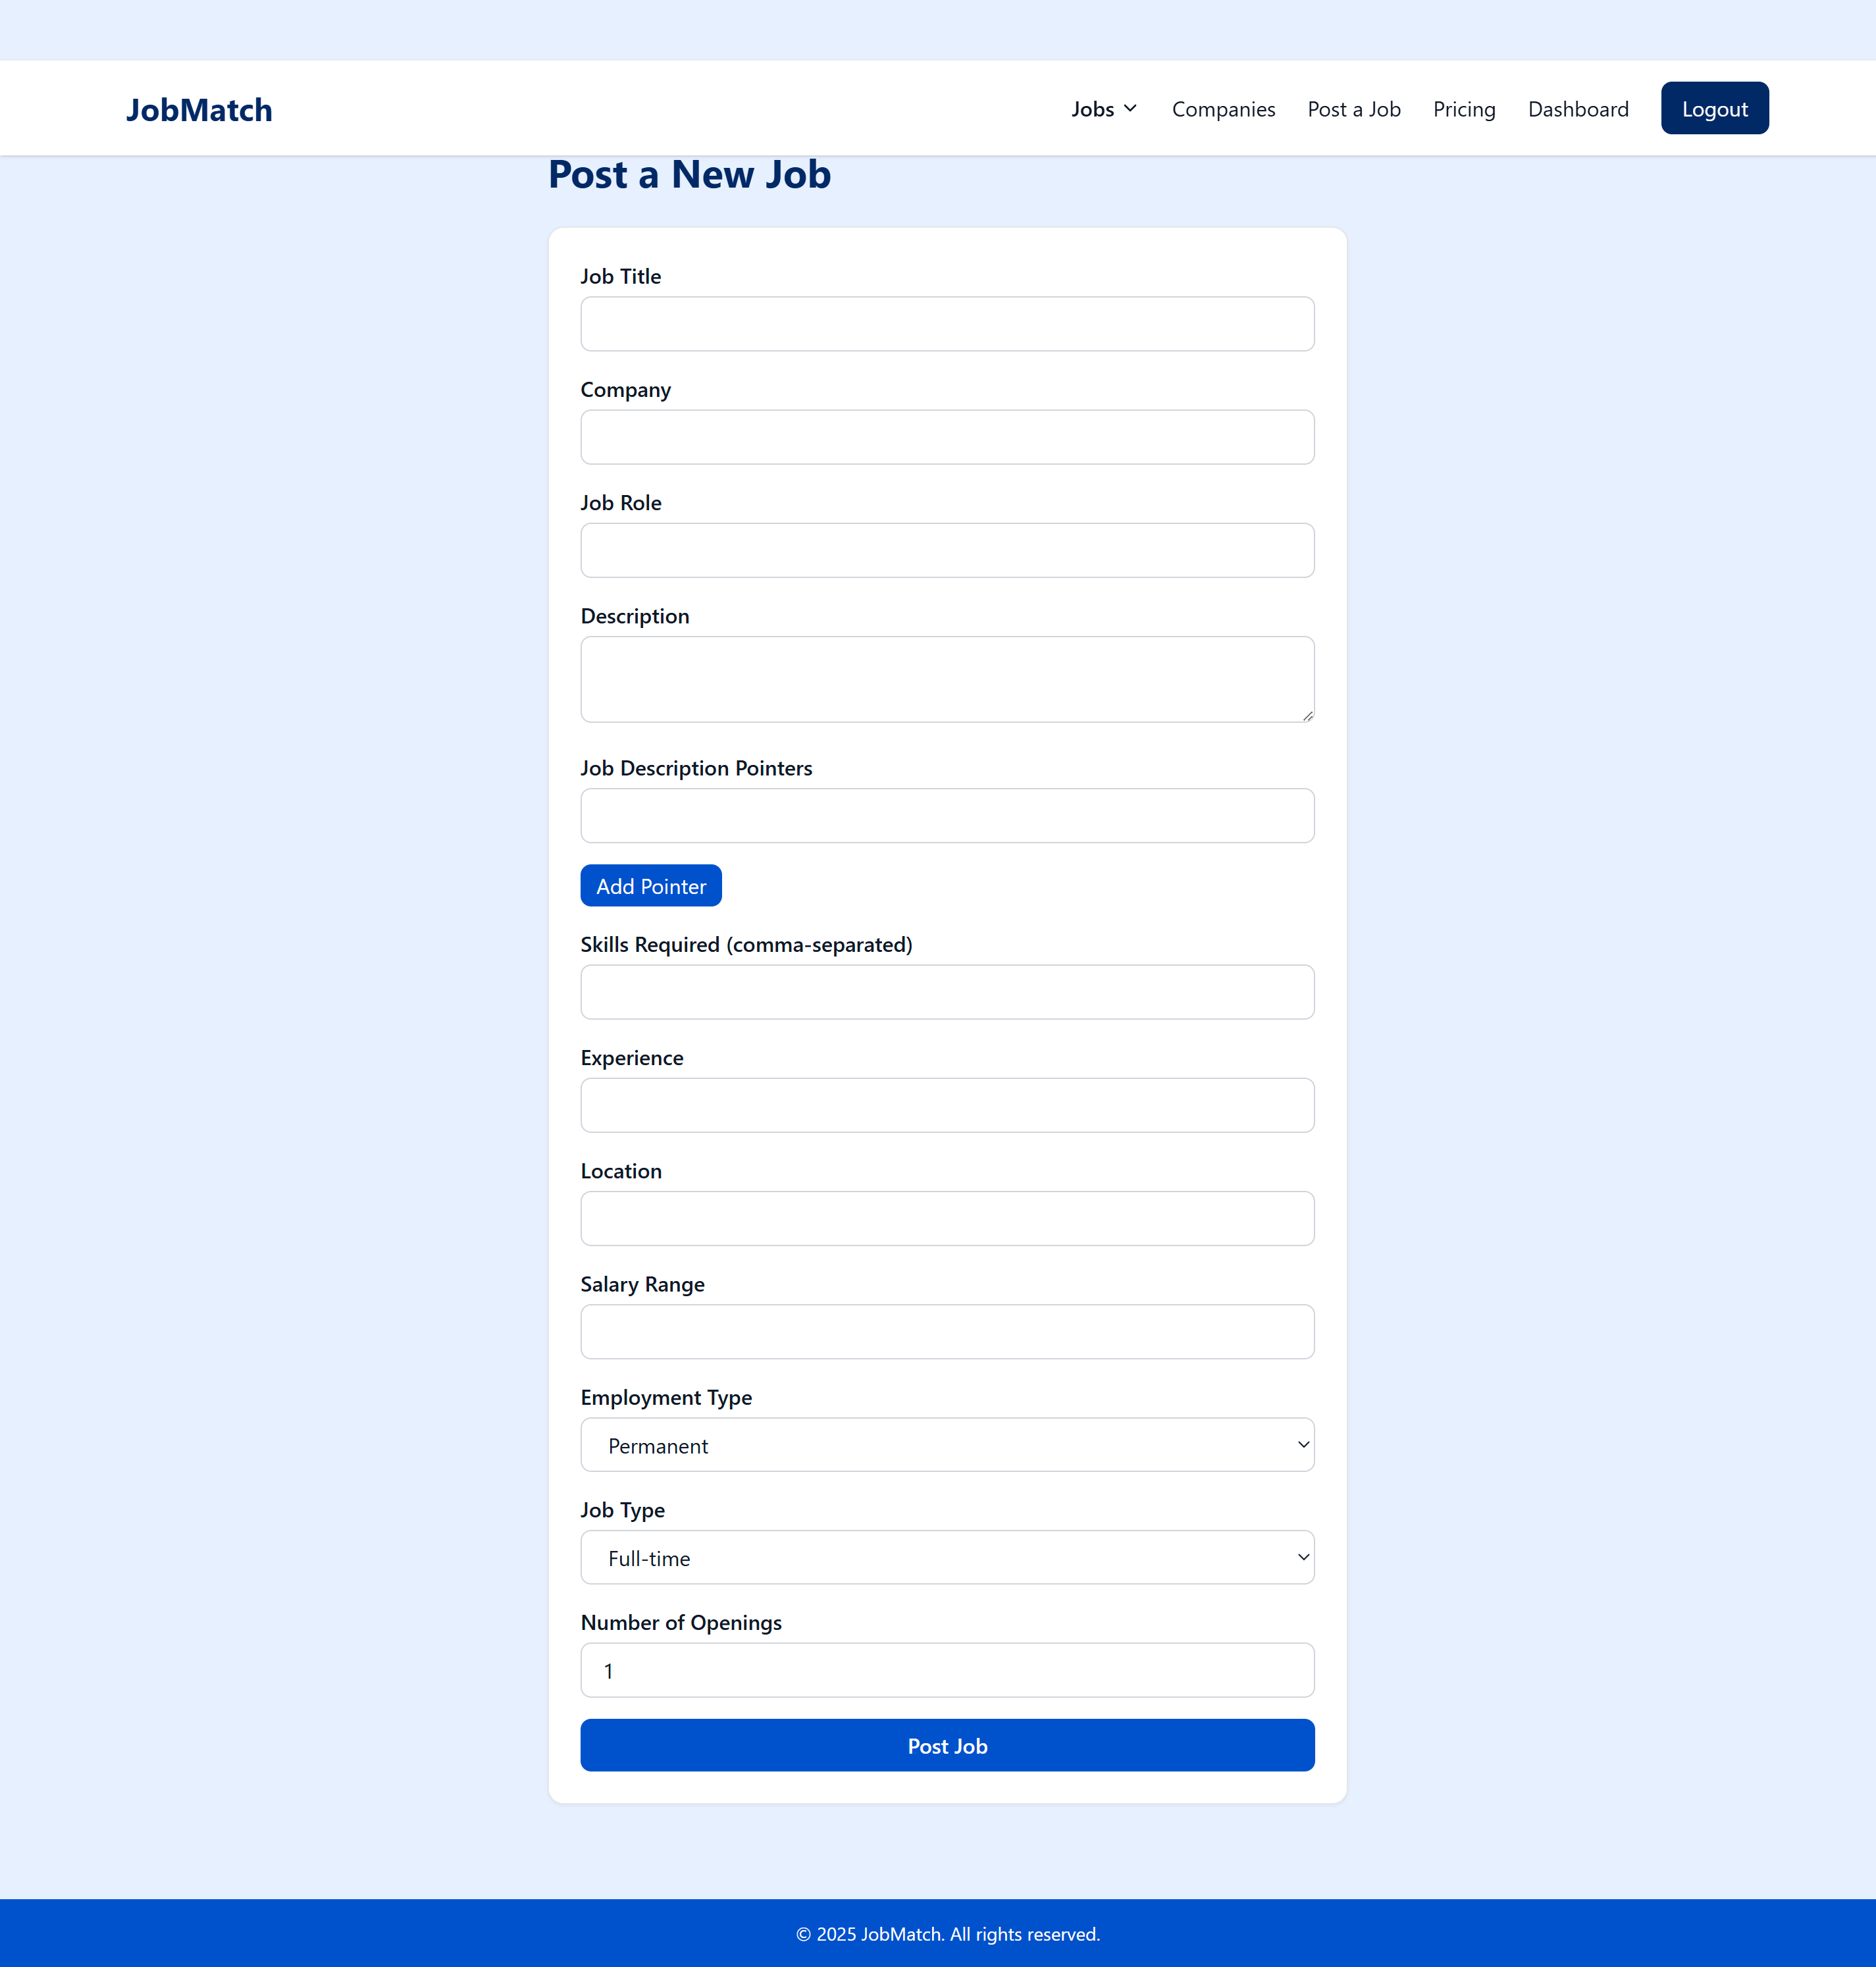 JobMatch
Jobs Companies Post a Job Pricing Dashboard Logout
Post a New Job
Job Title
Company
Job Role
Description
Job Description Pointers
Add Pointer
Skills Required (comma-separated)
Experience
Location
Salary Range
Employment Type
Permanent
Job Type
Full-time
Number of Openings
1
Post Job
© 2025 JobMatch. All rights reserved.